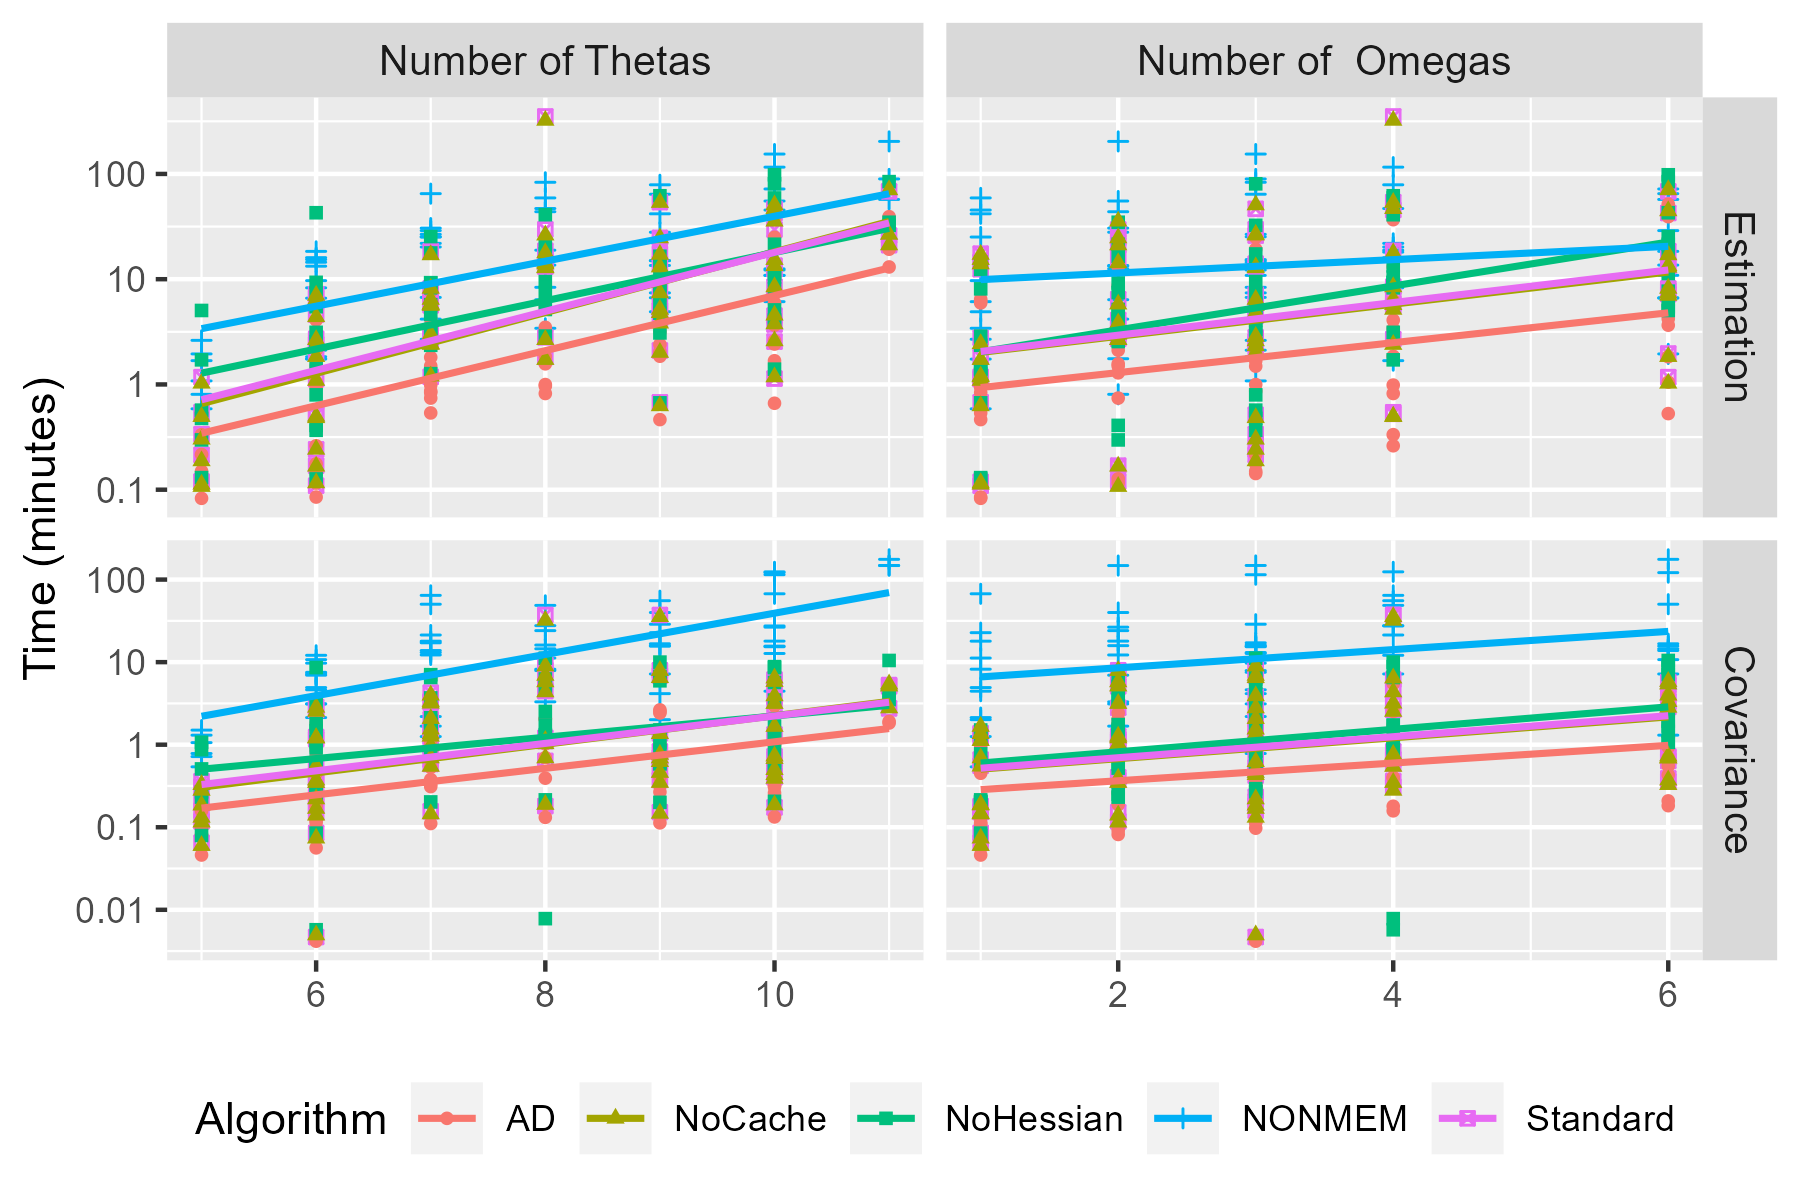 Number of Thetas
Number of  Omegas
Time (minutes)
100
10
1
0.1
Estimation
100
10
1
0.1
0.01
Covariance
6
8
10
2
4
6
Algorithm
AD
NoCache
NoHessian
NONMEM
Standard